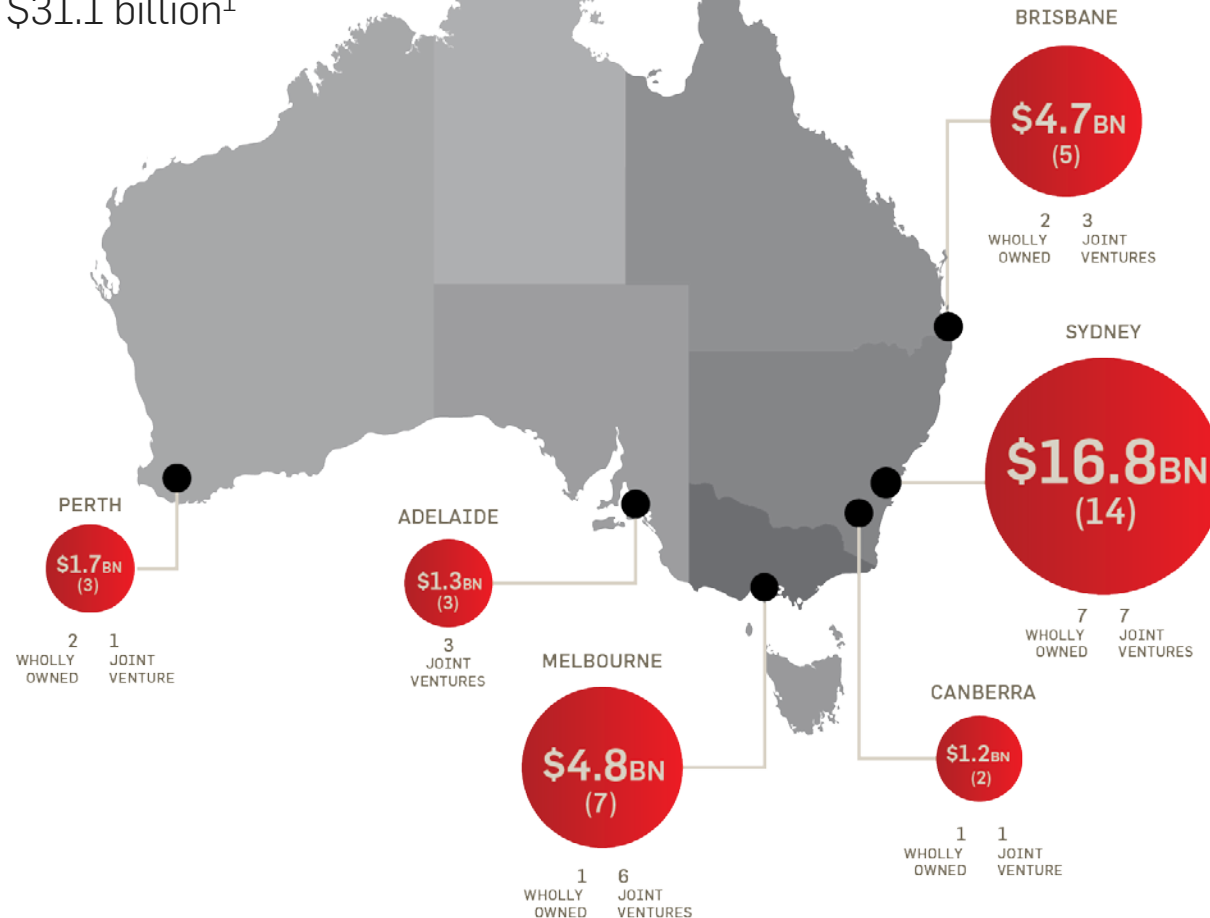 $31.1 billion¹
BRISBANE
$4.7BN
(5)
2 3
WHOLLY JOINT
OWNED VENTURES
SYDNEY
$16.8BN
(14)
7 7
WHOLLY JOINT
OWNED VENTURES
PERTH
$1.7BN
(3)
2 1
WHOLLY JOINT
OWNED VENTURE
ADELAIDE
$1.3BN
(3)
3
JOINT
VENTURES
MELBOURNE
$4.8BN
(7)
1 6
WHOLLY JOINT
OWNED VENTURES
CANBERRA
$1.2BN
(2)
1 1
WHOLLY JOINT
OWNED VENTURE